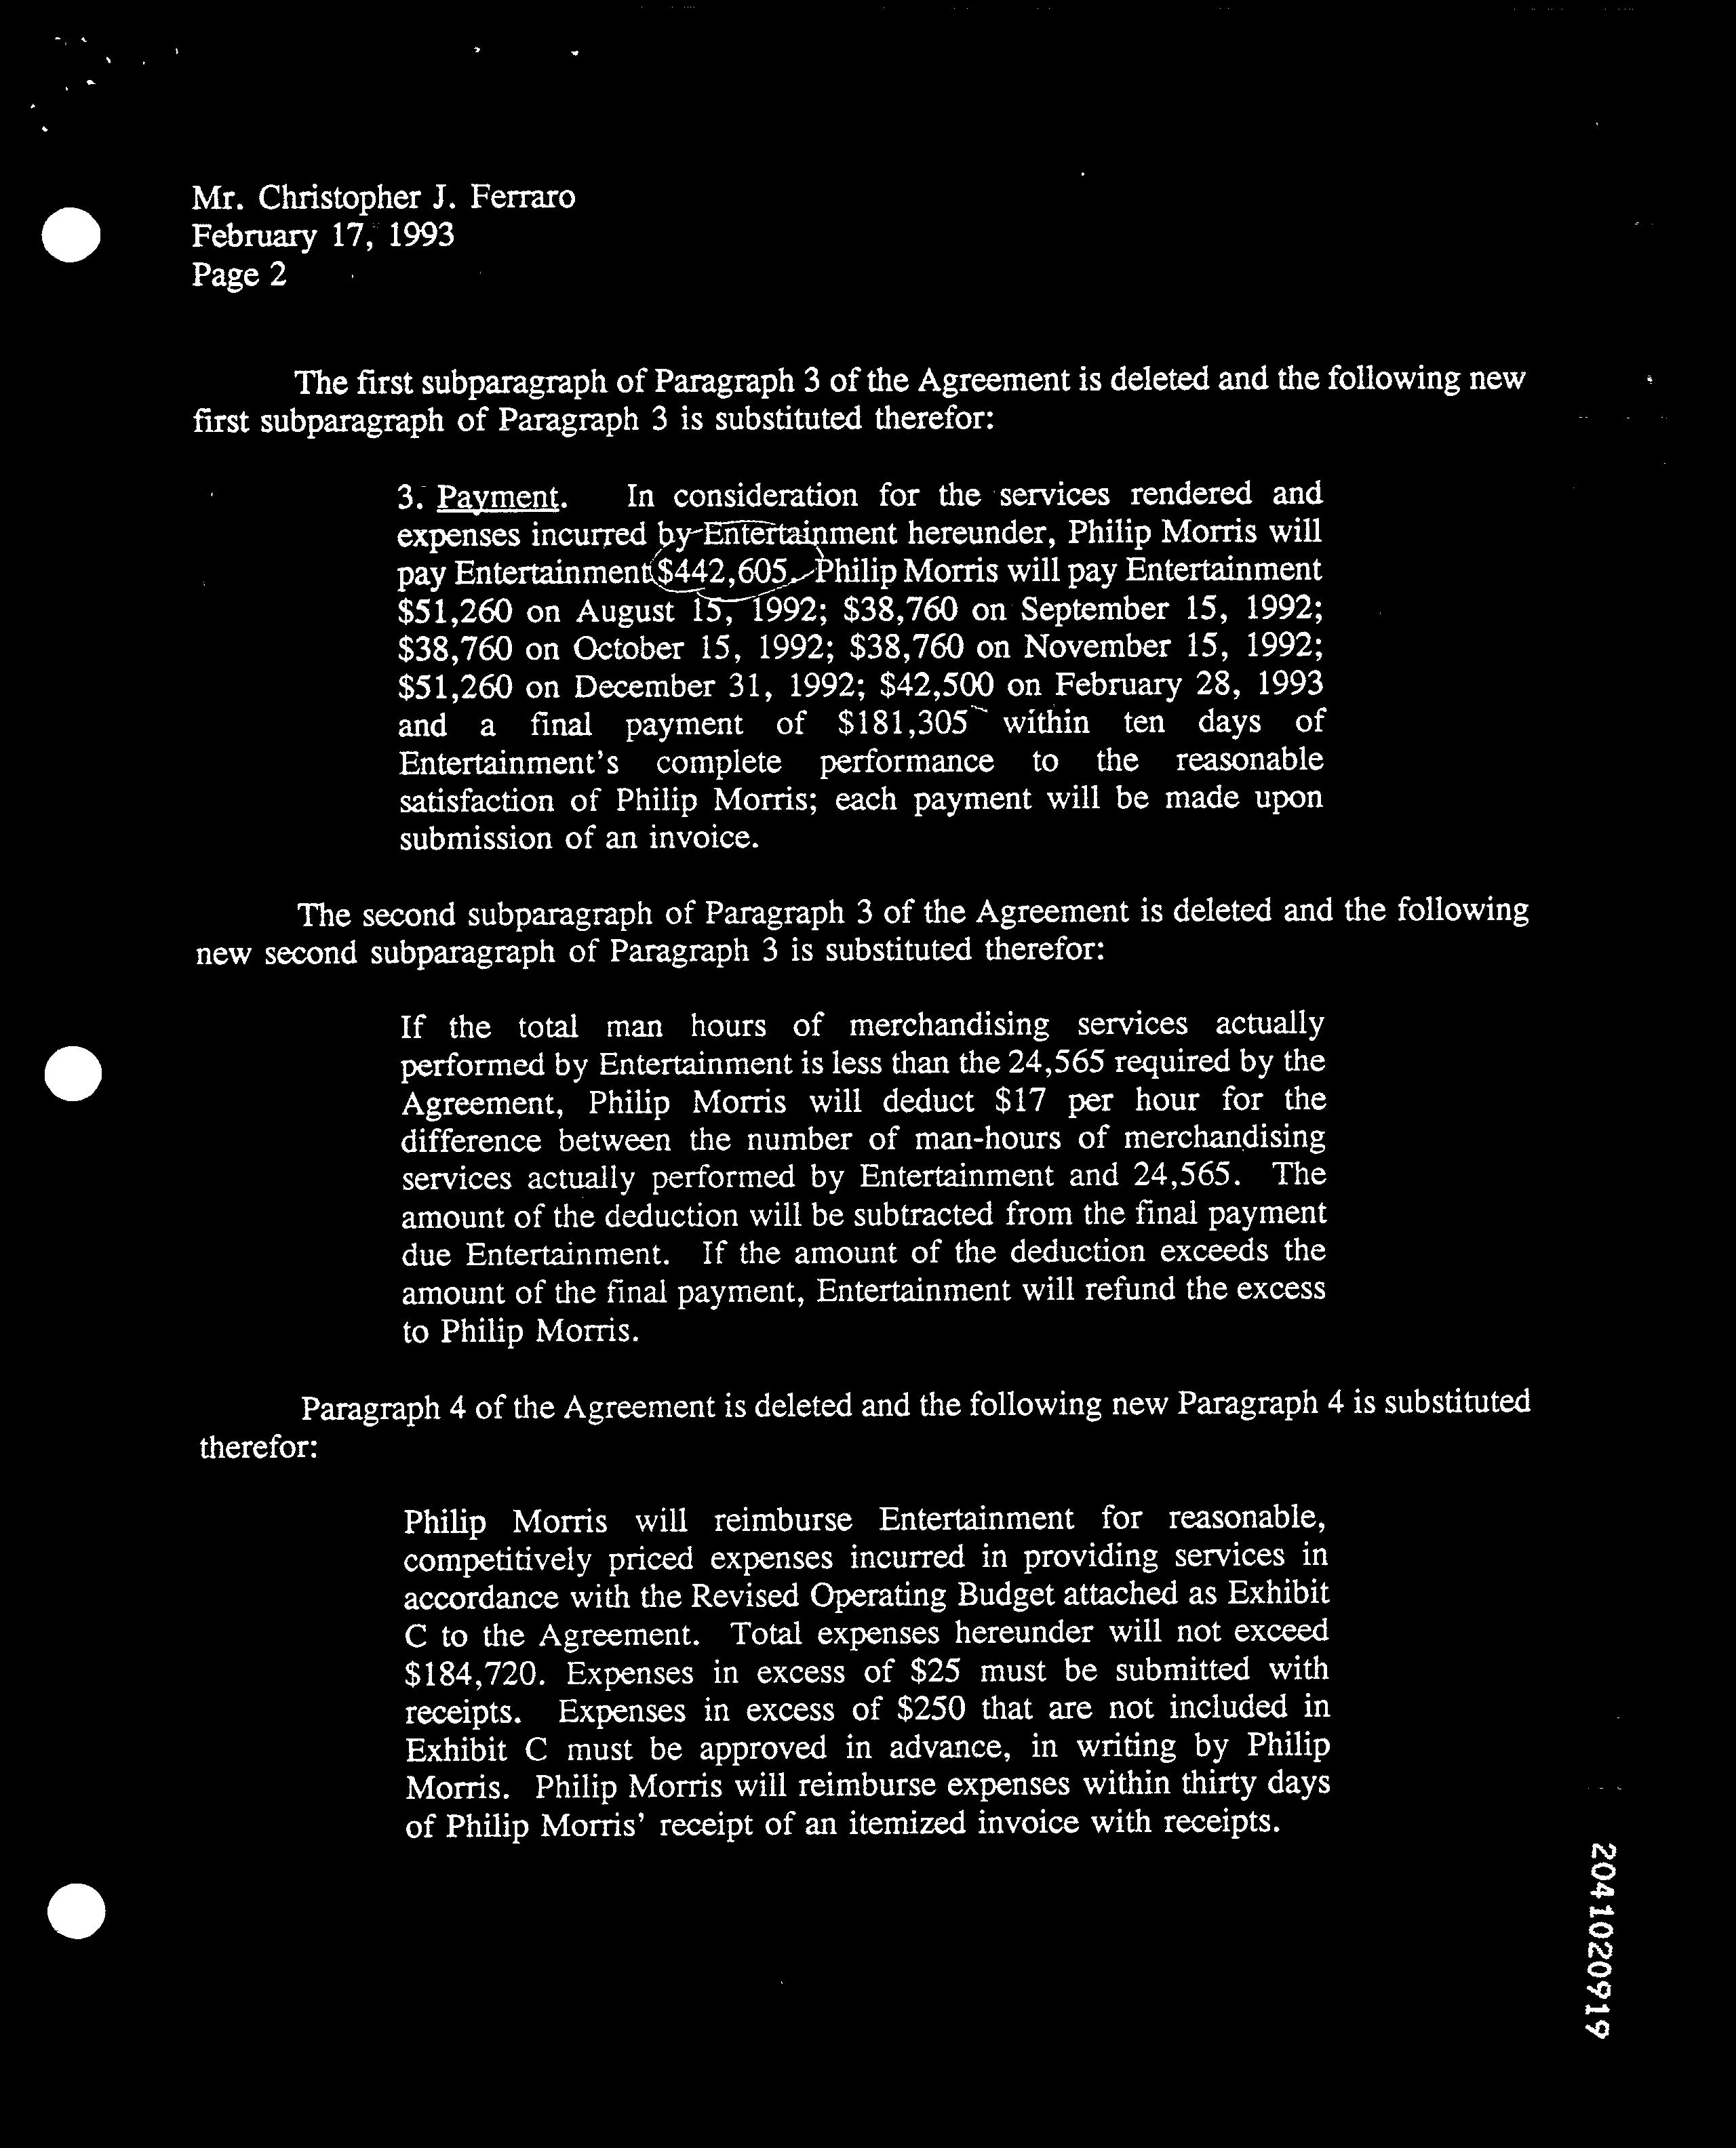 Mr. Christopher J. Ferraro
February 17, 1993
Page 2
The first subparagraph of Paragraph 3 of the Agreement is deleted and the following new
first subparagraph of Paragraph 3 is substituted therefor:
3. Payment. In consideration for the services rendered and
expenses incurred by Entertainment hereunder, Philip Morris will
pay Entertainment $442,605. Philip Morris will pay Entertainment
$51,260 on August 15, 1992; $38,760 on September 15, 1992;
$38,760 on October 15, 1992; $38,760 on November 15, 1992;
$51,260 on December 31, 1992; $42,500 on February 28, 1993
and a final payment of $181,305 within ten days of
Entertainment's complete performance to the reasonable
satisfaction of Philip Morris; each payment will be made upon
submission of an invoice.
The second subparagraph of Paragraph 3 of the Agreement is deleted and the following
new second subparagraph of Paragraph 3 is substituted therefor:
If the total man hours of merchandising services actually
performed by Entertainment is less than the 24,565 required by the
Agreement, Philip Morris will deduct $17 per hour for the
difference between the number of man-hours of merchandising
services actually performed by Entertainment and 24,565. The
amount of the deduction will be subtracted from the final payment
due Entertainment. If the amount of the deduction exceeds the
amount of the final payment, Entertainment will refund the excess
to Philip Morris.
Paragraph 4 of the Agreement is deleted and the following new Paragraph 4 is substituted
therefor:
Philip Morris will reimburse Entertainment for reasonable,
competitively priced expenses incurred in providing services in
accordance with the Revised Operating Budget attached as Exhibit
C to the Agreement. Total expenses hereunder will not exceed
$184,720. Expenses in excess of $25 must be submitted with
receipts. Expenses in excess of $250 that are not included in
Exhibit C must be approved in advance, in writing by Philip
Morris. Philip Morris will reimburse expenses within thirty days
of Philip Morris' receipt of an itemized invoice with receipts.
2041020919